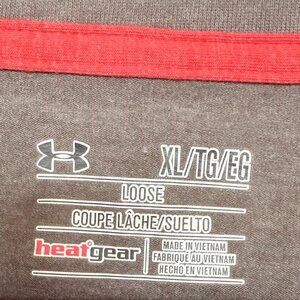 XL/TG/EG
LOOSE
COUPE LÂCHE/SUELTO
heatgear
MADE IN VIETNAM
FABRIQUÉ AU VIETNAM
HECHO EN VIETNAM